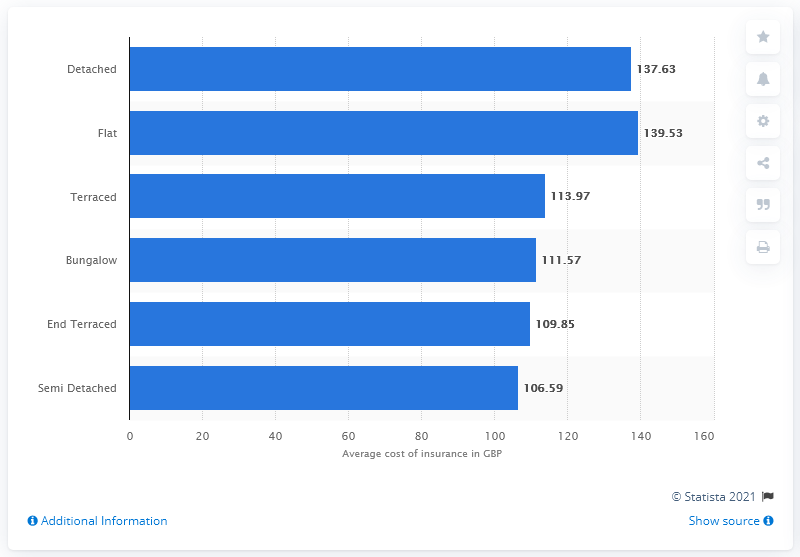 Detached 137.63
Flat 139.53
Terraced 113.97
Bungalow 111.57
End Terraced 109.85
Semi Detached 106.59
0 20 40 60 80 100 120 140 160
Average cost of insurance in GBP
© Statista 2021
Additional Information Show source